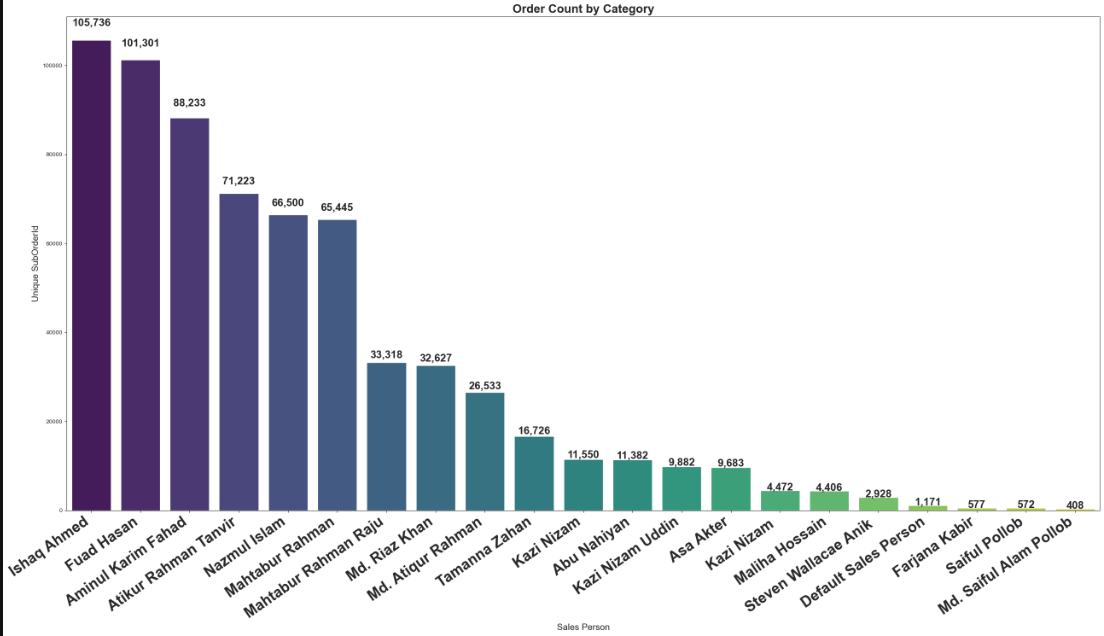 Order Count by Category
105,736
101,301
88,233
71,223
66,500
65,445
33,318
32,627
26,533
16,726
11,550
11,382
9,882
9,683
4,472
4,406
2,928
1,171
577
572
408
100000
80000
60000
40000
20000
0
Unique SubOrderId
Ishaq Ahmed
Fuad Hasan
Aminul Karim Fahad
Atikur Rahman Tanvir
Nazmul Islam
Mahtabur Rahman
Mahtabur Rahman Raju
Md. Riaz Khan
Md. Atiqur Rahman
Tamanna Zahan
Kazi Nizam
Abu Nahiyan
Kazi Nizam Uddin
Asa Akter
Kazi Nizam
Maliha Hossain
Steven Wallacae Anik
Default Sales Person
Farjana Kabir
Saiful Pollob
Md. Saiful Alam Pollob
Sales Person